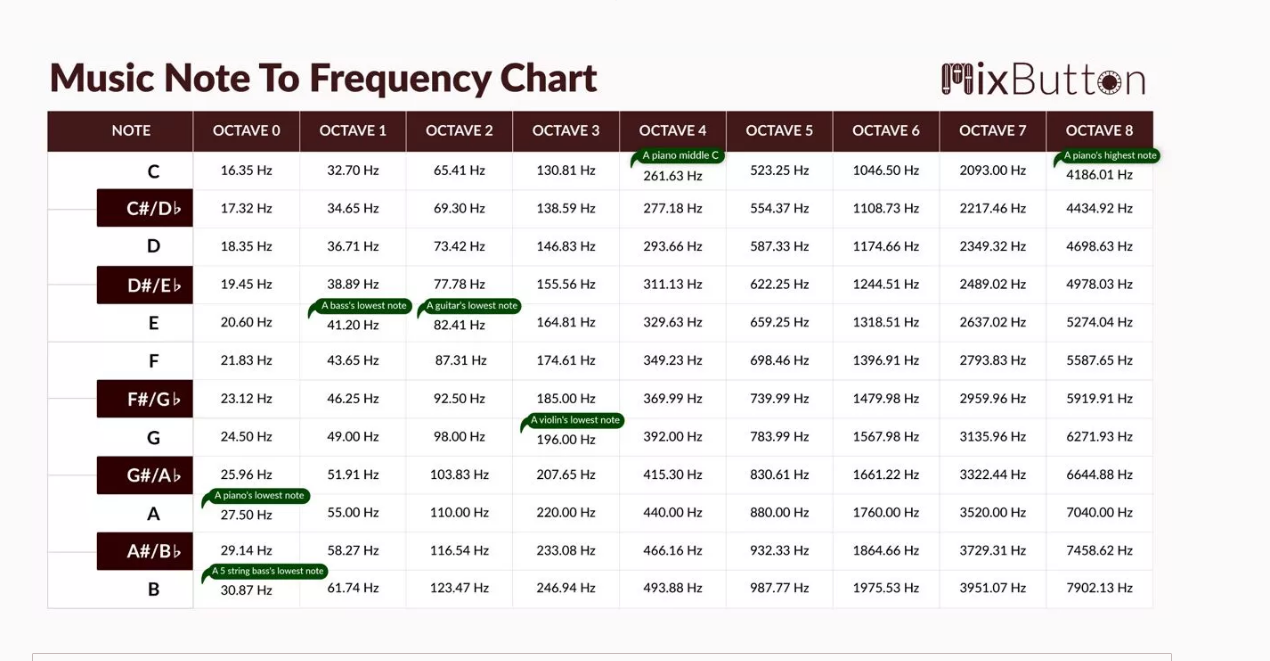 Music Note To Frequency Chart
MixButton
NOTE OCTAVE 0 OCTAVE 1 OCTAVE 2 OCTAVE 3 OCTAVE 4 OCTAVE 5 OCTAVE 6 OCTAVE 7 OCTAVE 8
A piano middle C A piano's highest note
C 16.35 Hz 32.70 Hz 65.41 Hz 130.81 Hz 261.63 Hz 523.25 Hz 1046.50 Hz 2093.00 Hz 4186.01 Hz
C#/D♭ 17.32 Hz 34.65 Hz 69.30 Hz 138.59 Hz 277.18 Hz 554.37 Hz 1108.73 Hz 2217.46 Hz 4434.92 Hz
D 18.35 Hz 36.71 Hz 73.42 Hz 146.83 Hz 293.66 Hz 587.33 Hz 1174.66 Hz 2349.32 Hz 4698.63 Hz
D#/E♭ 19.45 Hz 38.89 Hz 77.78 Hz 155.56 Hz 311.13 Hz 622.25 Hz 1244.51 Hz 2489.02 Hz 4978.03 Hz
A bass's lowest note A guitar's lowest note
E 20.60 Hz 41.20 Hz 82.41 Hz 164.81 Hz 329.63 Hz 659.25 Hz 1318.51 Hz 2637.02 Hz 5274.04 Hz
F 21.83 Hz 43.65 Hz 87.31 Hz 174.61 Hz 349.23 Hz 698.46 Hz 1396.91 Hz 2793.83 Hz 5587.65 Hz
F#/G♭ 23.12 Hz 46.25 Hz 92.50 Hz 185.00 Hz 369.99 Hz 739.99 Hz 1479.98 Hz 2959.96 Hz 5919.91 Hz
A violin's lowest note
G 24.50 Hz 49.00 Hz 98.00 Hz 196.00 Hz 392.00 Hz 783.99 Hz 1567.98 Hz 3135.96 Hz 6271.93 Hz
G#/A♭ 25.96 Hz 51.91 Hz 103.83 Hz 207.65 Hz 415.30 Hz 830.61 Hz 1661.22 Hz 3322.44 Hz 6644.88 Hz
A piano's lowest note
A 27.50 Hz 55.00 Hz 110.00 Hz 220.00 Hz 440.00 Hz 880.00 Hz 1760.00 Hz 3520.00 Hz 7040.00 Hz
A#/B♭ 29.14 Hz 58.27 Hz 116.54 Hz 233.08 Hz 466.16 Hz 932.33 Hz 1864.66 Hz 3729.31 Hz 7458.62 Hz
A 5 string bass's lowest note
B 30.87 Hz 61.74 Hz 123.47 Hz 246.94 Hz 493.88 Hz 987.77 Hz 1975.53 Hz 3951.07 Hz 7902.13 Hz